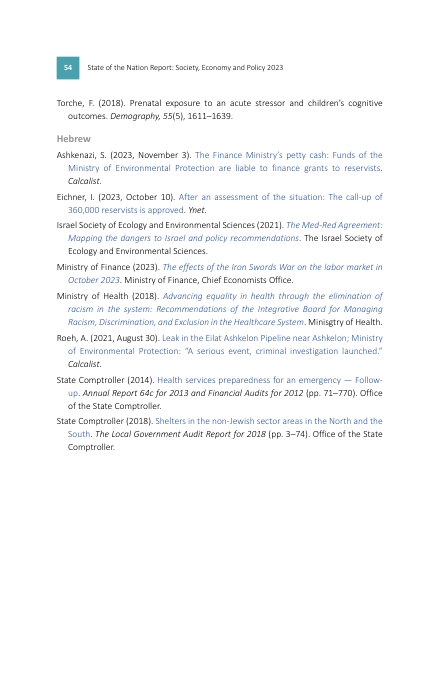 54 State of the Nation Report: Society, Economy and Policy 2023
Torche, F. (2018). Prenatal exposure to an acute stressor and children's cognitive
outcomes. Demography, 55(5), 1611–1639.
Hebrew
Ashkenazi, S. (2023, November 3). The Finance Ministry's petty cash: Funds of the
Ministry of Environmental Protection are liable to finance grants to reservists.
Calcalist.
Eichner, I. (2023, October 10). After an assessment of the situation: The call-up of
360,000 reservists is approved. Ynet.
Israel Society of Ecology and Environmental Sciences (2021). The Med-Red Agreement:
Mapping the dangers to Israel and policy recommendations. The Israel Society of
Ecology and Environmental Sciences.
Ministry of Finance (2023). The effects of the Iron Swords War on the labor market in
October 2023. Ministry of Finance, Chief Economists Office.
Ministry of Health (2018). Advancing equality in health through the elimination of
racism in the system: Recommendations of the Integrative Board for Managing
Racism, Discrimination, and Exclusion in the Healthcare System. Minisgtry of Health.
Roeh, A. (2021, August 30). Leak in the Eilat Ashkelon Pipeline near Ashkelon; Ministry
of Environmental Protection: "A serious event, criminal investigation launched."
Calcalist.
State Comptroller (2014). Health services preparedness for an emergency — Follow-
up. Annual Report 64c for 2013 and Financial Audits for 2012 (pp. 71–770). Office
of the State Comptroller.
State Comptroller (2018). Shelters in the non-Jewish sector areas in the North and the
South. The Local Government Audit Report for 2018 (pp. 3–74). Office of the State
Comptroller.